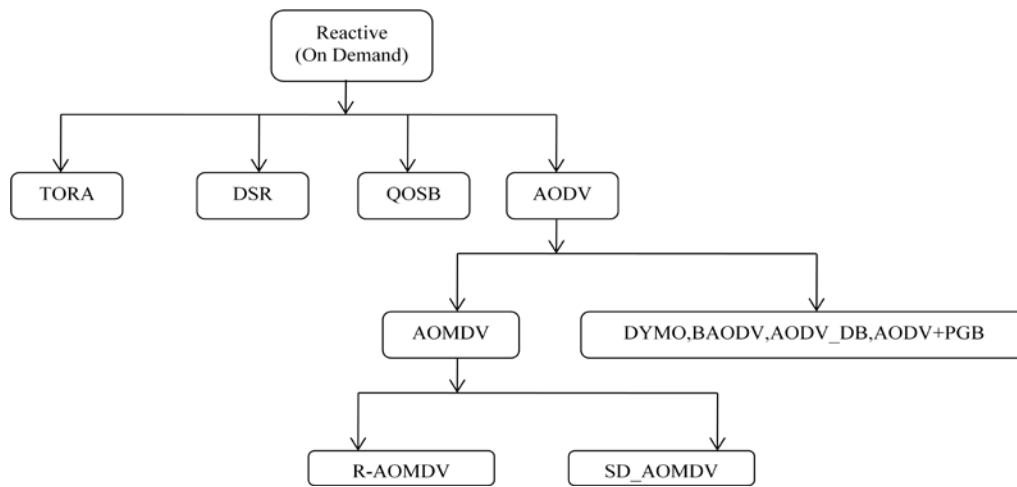 Reactive
(On Demand)
TORA
DSR
QOSB
AODV
AOMDV
DYMO,BAODV,AODV_DB,AODV+PGB
R-AOMDV
SD_AOMDV